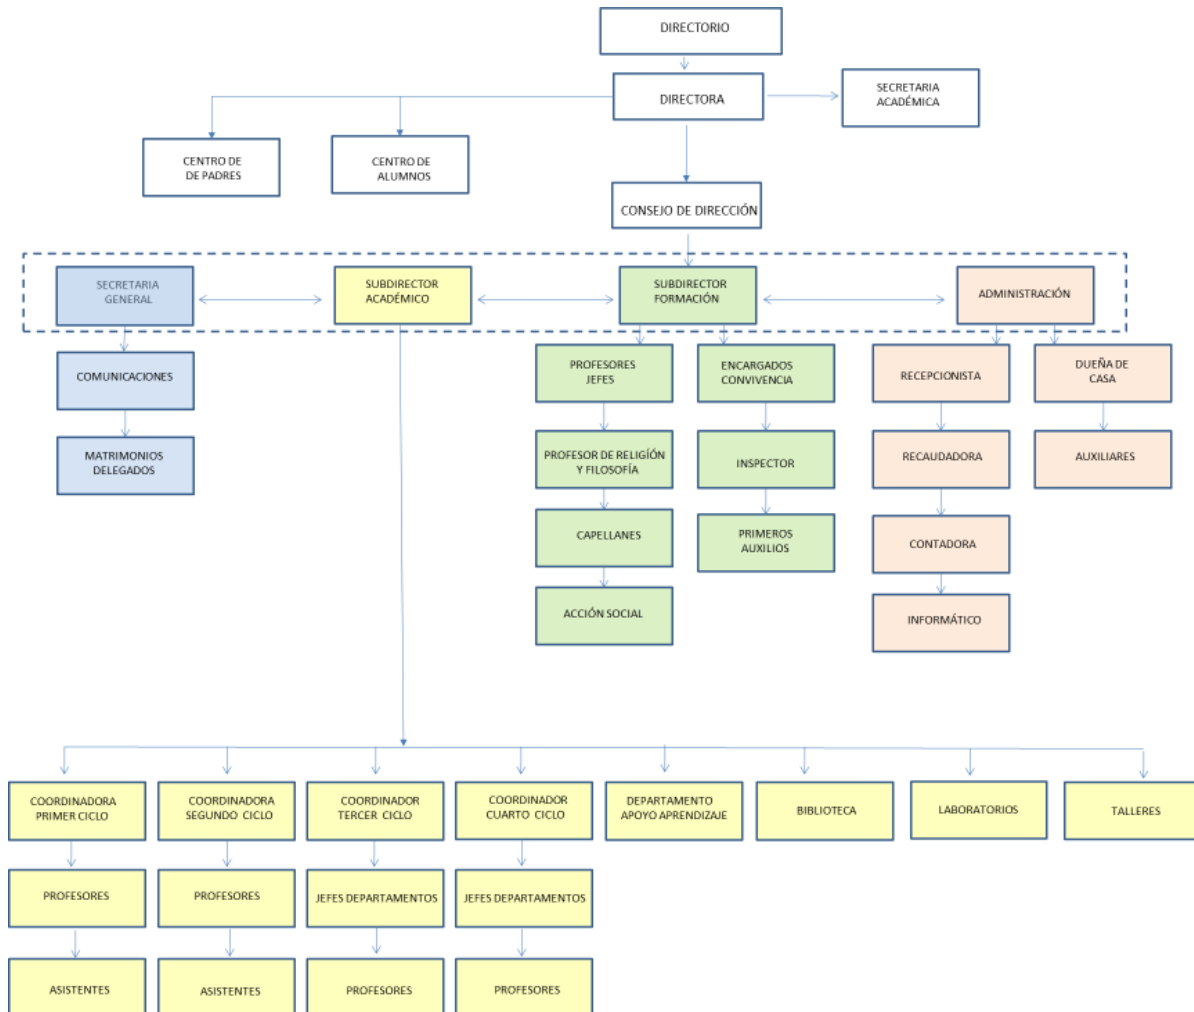 DIRECTORIO
DIRECTORA
SECRETARIA
ACADÉMICA
CENTRO DE
DE PADRES
CENTRO DE
ALUMNOS
CONSEJO DE DIRECCIÓN
SECRETARIA
GENERAL
SUBDIRECTOR
ACADÉMICO
SUBDIRECTOR
FORMACIÓN
ADMINISTRACIÓN
COMUNICACIONES
PROFESORES
JEFES
ENCARGADOS
CONVIVENCIA
RECEPCIONISTA
DUEÑA DE
CASA
MATRIMONIOS
DELEGADOS
PROFESOR DE RELIGÍÓN
Y FILOSOFÍA
INSPECTOR
RECAUDADORA
AUXILIARES
CAPELLANES
PRIMEROS
AUXILIOS
CONTADORA
ACCIÓN SOCIAL
INFORMÁTICO
COORDINADORA
PRIMER CICLO
COORDINADORA
SEGUNDO CICLO
COORDINADOR
TERCER CICLO
COORDINADOR
CUARTO CICLO
DEPARTAMENTO
APOYO APRENDIZAJE
BIBLIOTECA
LABORATORIOS
TALLERES
PROFESORES
PROFESORES
JEFES DEPARTAMENTOS
JEFES DEPARTAMENTOS
ASISTENTES
ASISTENTES
PROFESORES
PROFESORES